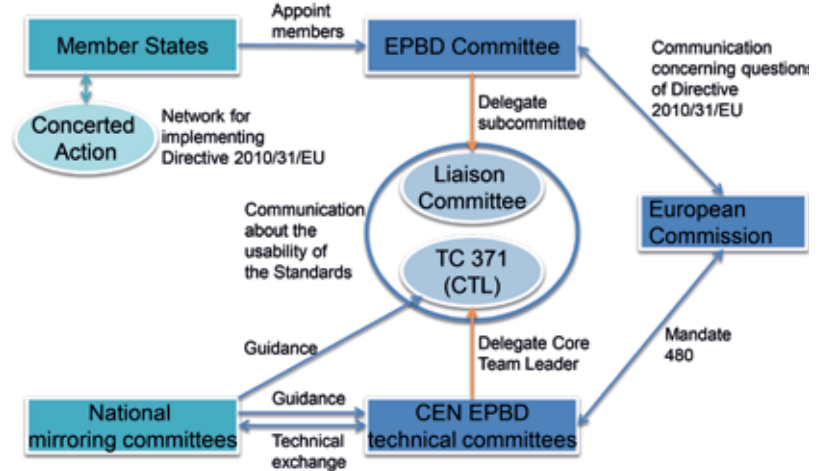 Appoint
members
Member States
EPBD Committee
Communication
concerning questions
of Directive
2010/31/EU
Concerted
Action
Network for
implementing
Directive 2010/31/EU
Delegate
subcommittee
Liaison
Committee
Communication
about the
usability of
the Standards
European
Commission
TC 371
(CTL)
Guidance
Delegate Core
Team Leader
Mandate
480
National
mirroring committees
Guidance
Technical
exchange
CEN EPBD
technical committees